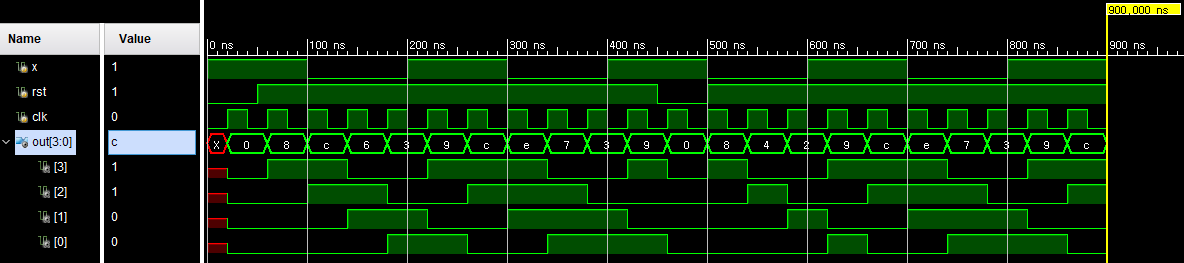 900,000 ns
Name Value
0 ns 100 ns 200 ns 300 ns 400 ns 500 ns 600 ns 700 ns 800 ns 900 ns
x 1
rst 1
clk 0
out[3:0] c X 0 8 c 6 3 9 c e 7 3 9 0 8 4 2 9 c e 7 3 9 c
[3] 1
[2] 1
[1] 0
[0] 0